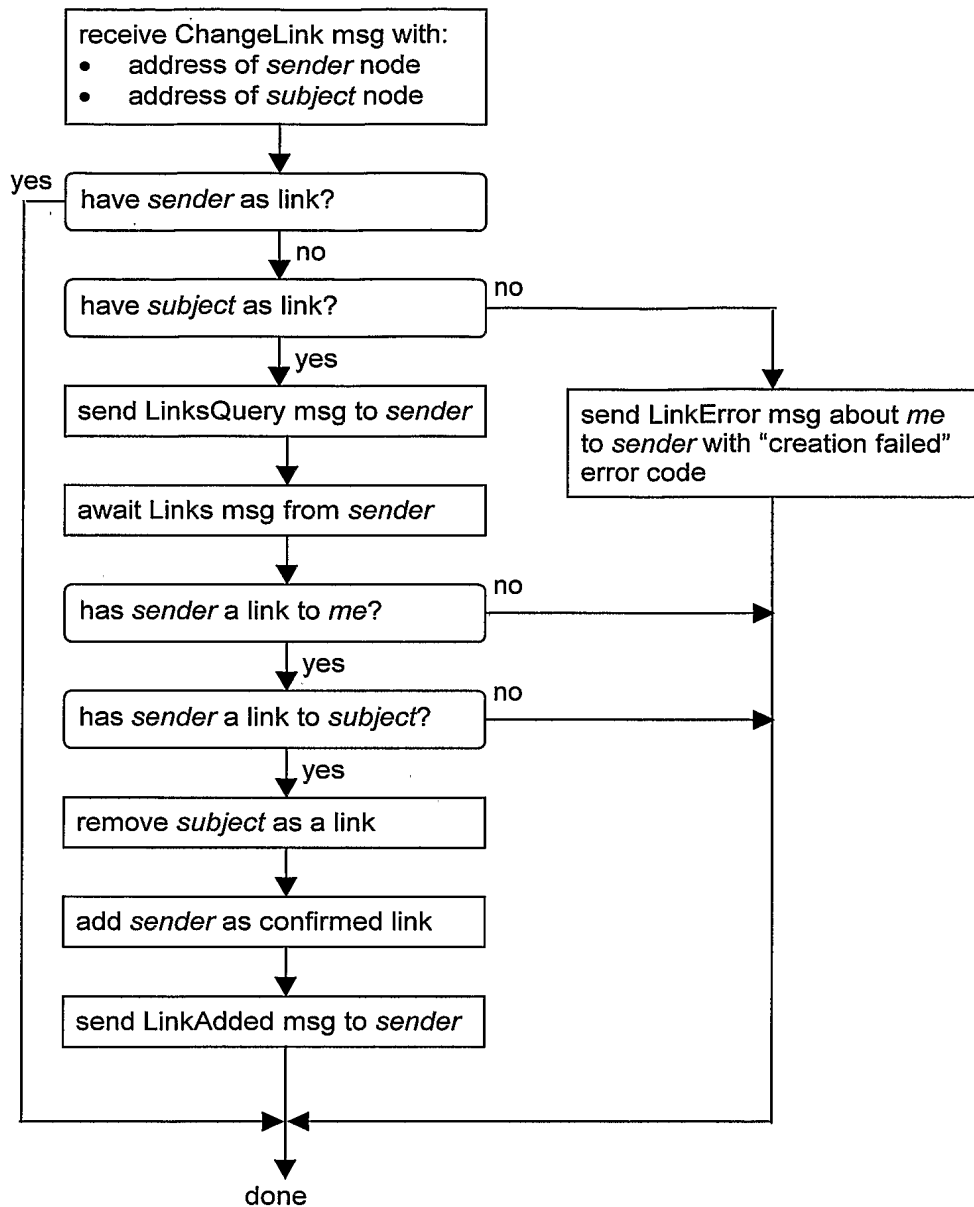 receive ChangeLink msg with:
• address of sender node
• address of subject node
yes
have sender as link?
no
have subject as link?
no
yes
send LinksQuery msg to sender
send LinkError msg about me
to sender with “creation failed”
error code
await Links msg from sender
has sender a link to me?
no
yes
has sender a link to subject?
no
yes
remove subject as a link
add sender as confirmed link
send LinkAdded msg to sender
done